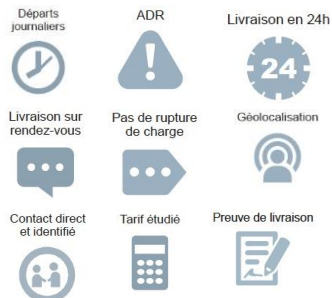 Départs
journaliers
ADR
Livraison en 24h
24
Livraison sur
rendez-vous
Pas de rupture
de charge
Géolocalisation
Contact direct
et identifié
Tarif étudié
Preuve de livraison